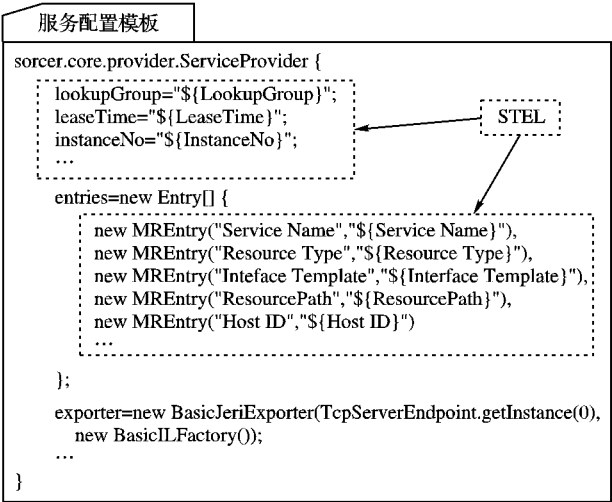 服务配置模板
sorcer.core.provider.ServiceProvider {
lookupGroup="${LookupGroup}";
leaseTime="${LeaseTime}";
instanceNo="${InstanceNo}";
…
STEL
entries=new Entry[] {
new MREntry("Service Name","${Service Name}"),
new MREntry("Resource Type","${Resource Type}"),
new MREntry("Inteface Template","${Interface Template}"),
new MREntry("ResourcePath","${ResourcePath}"),
new MREntry("Host ID","${Host ID}")
…
};
exporter=new BasicJeriExporter(TcpServerEndpoint.getInstance(0),
new BasicILFactory());
…
}